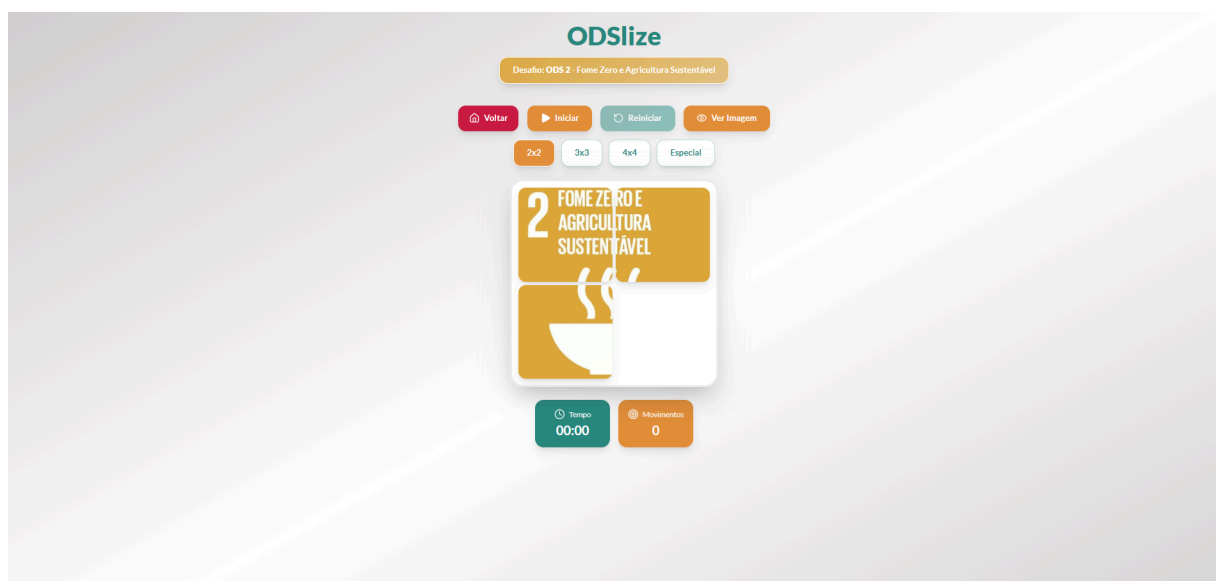 ODSlize
Desafio: ODS 2 - Fome Zero e Agricultura Sustentável
Voltar
Iniciar
Reiniciar
Ver Imagem
2x2
3x3
4x4
Especial
2
FOME ZERO E
AGRICULTURA
SUSTENTÁVEL
Tempo
00:00
Movimentos
0